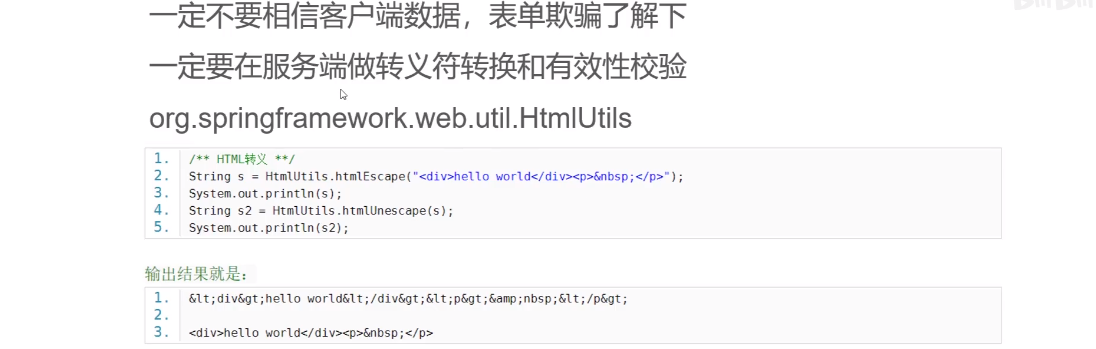 一定不要相信客户端数据，表单欺骗了解下
一定要在服务端做转义符转换和有效性校验
org.springframework.web.util.HtmlUtils
1. /** HTML转义 **/
2. String s = HtmlUtils.htmlEscape("<div>hello world</div><p>&nbsp;</p>");
3. System.out.println(s);
4. String s2 = HtmlUtils.htmlUnescape(s);
5. System.out.println(s2);
输出结果就是：
1. &lt;div&gt;hello world&lt;/div&gt;&lt;p&gt;&amp;nbsp;&lt;/p&gt;
2.
3. <div>hello world</div><p>&nbsp;</p>